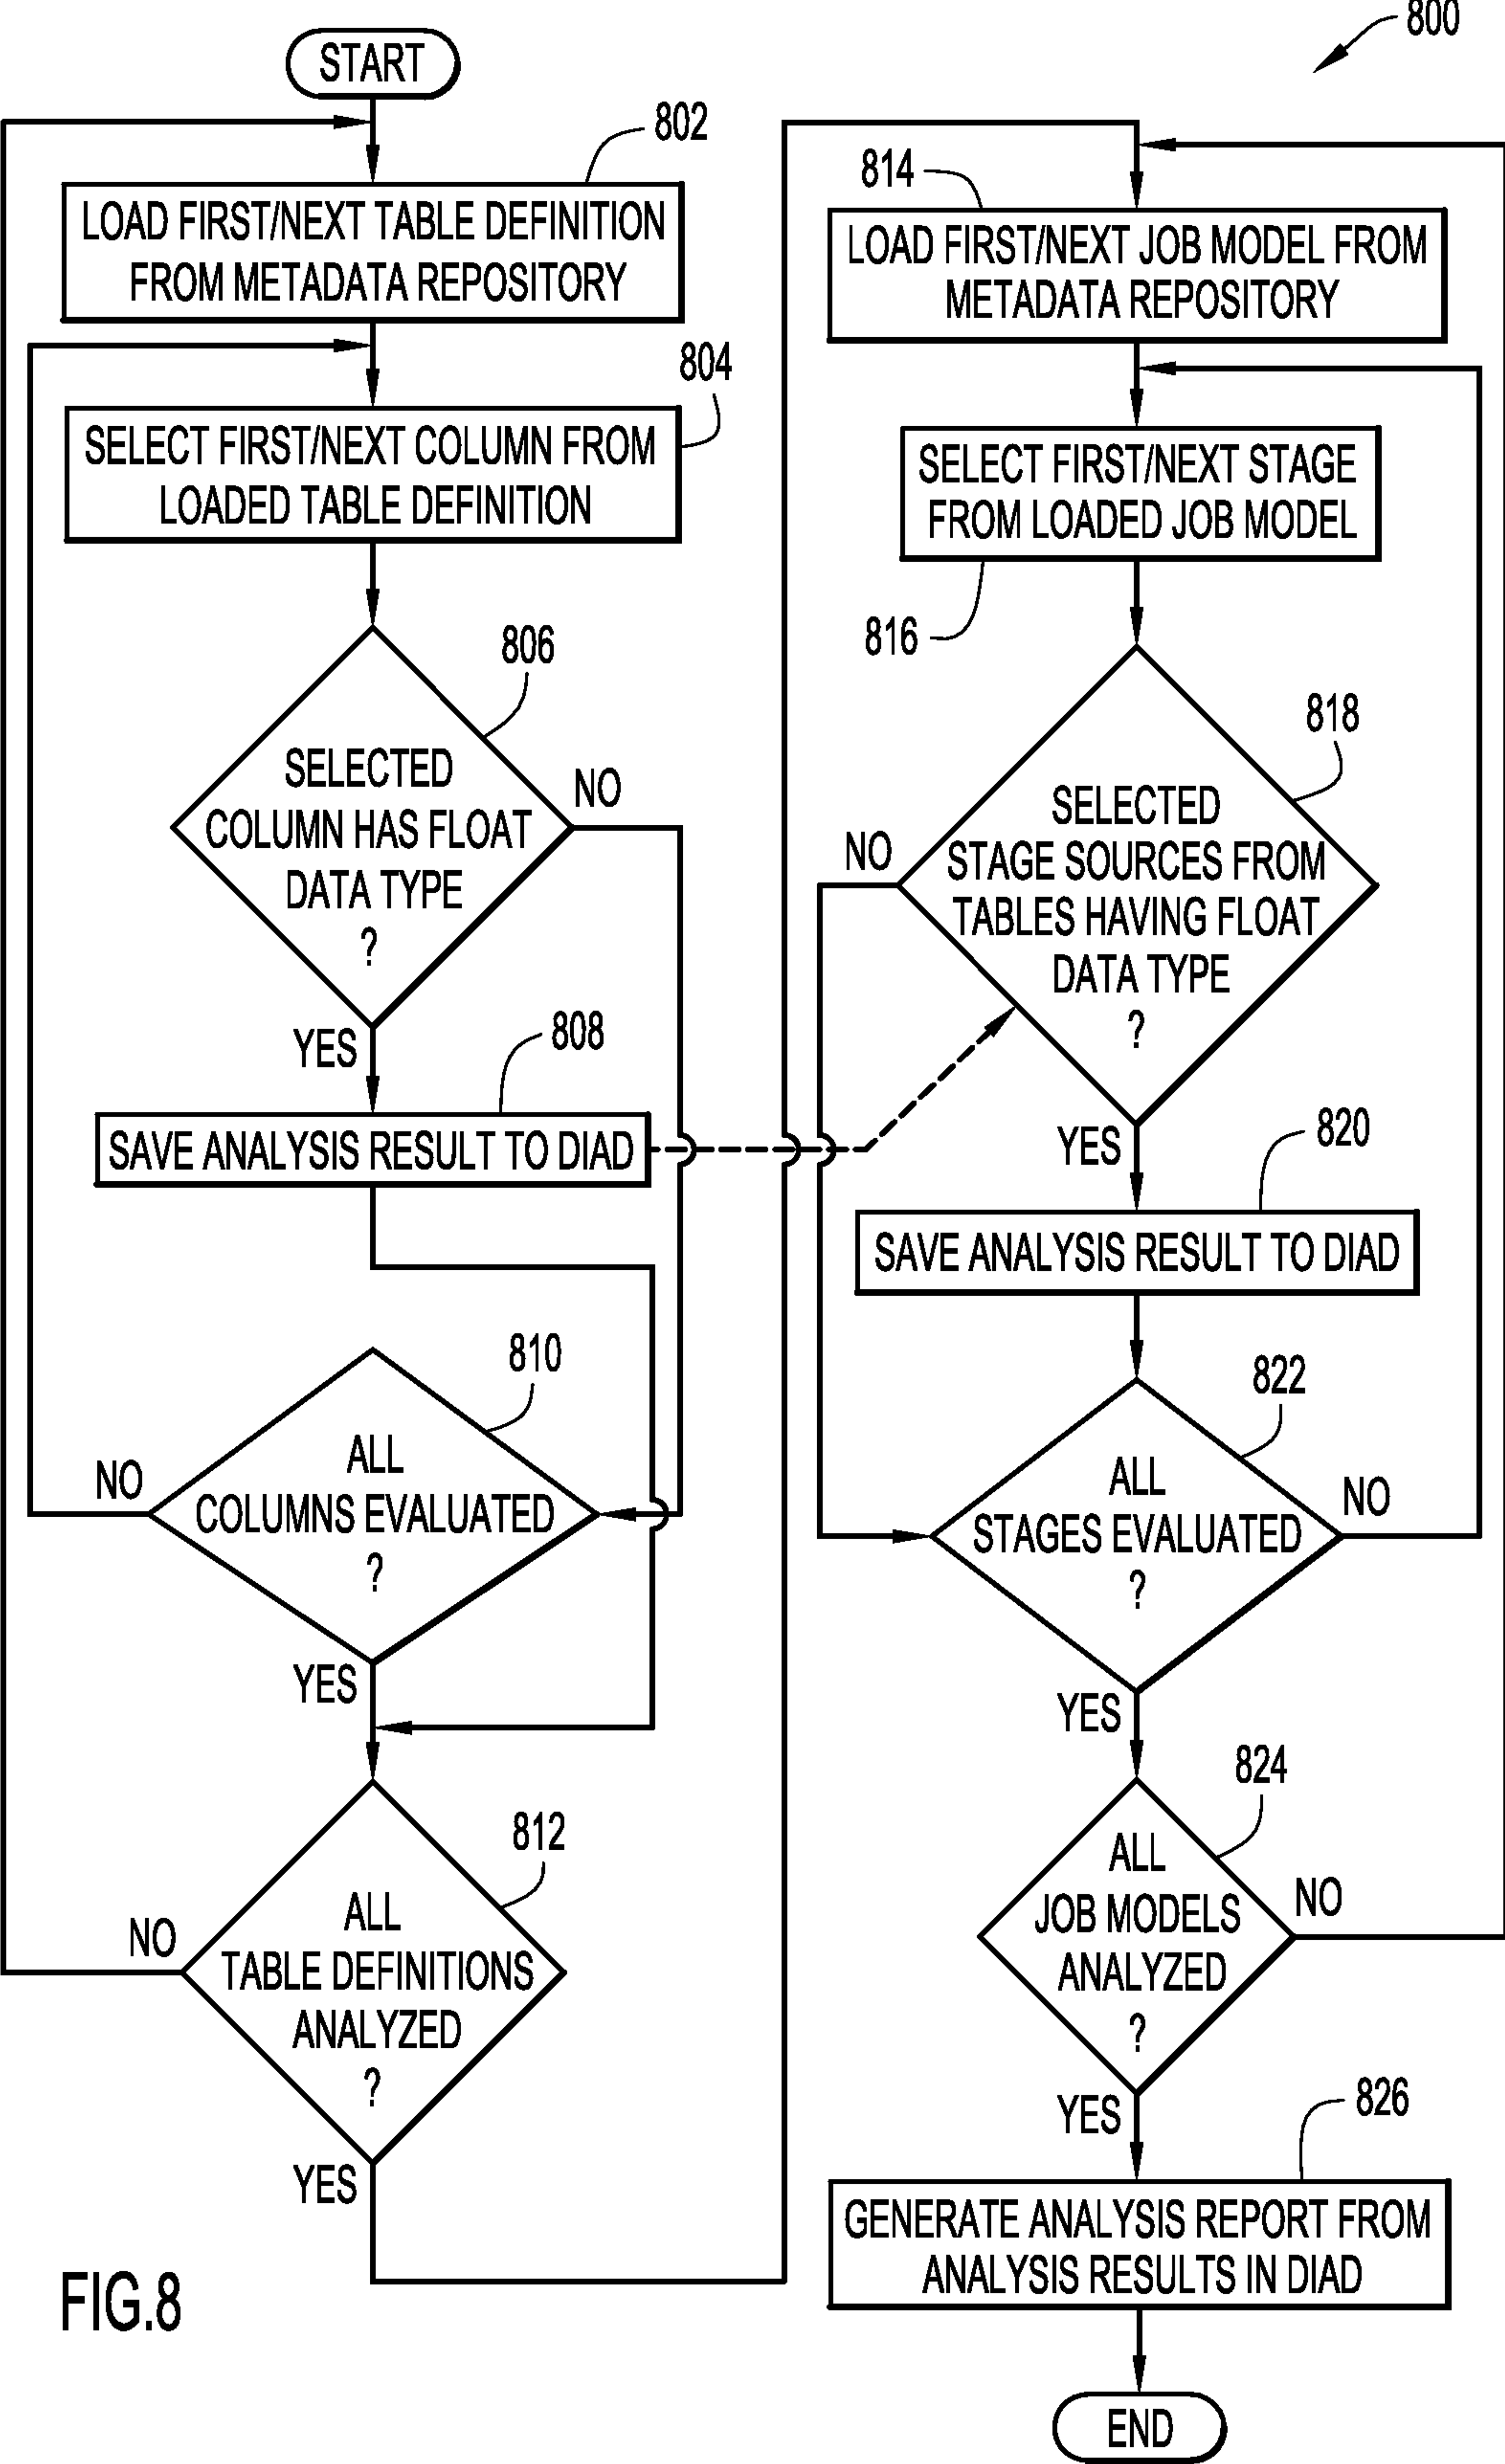 800
START
802
LOAD FIRST/NEXT TABLE DEFINITION
FROM METADATA REPOSITORY
804
SELECT FIRST/NEXT COLUMN FROM
LOADED TABLE DEFINITION
806
SELECTED
COLUMN HAS FLOAT
DATA TYPE
?
NO
YES
808
SAVE ANALYSIS RESULT TO DIAD
810
ALL
COLUMNS EVALUATED
?
NO
YES
812
ALL
TABLE DEFINITIONS
ANALYZED
?
NO
YES
814
LOAD FIRST/NEXT JOB MODEL FROM
METADATA REPOSITORY
SELECT FIRST/NEXT STAGE
FROM LOADED JOB MODEL
816
818
SELECTED
STAGE SOURCES FROM
TABLES HAVING FLOAT
DATA TYPE
?
NO
YES
820
SAVE ANALYSIS RESULT TO DIAD
822
ALL
STAGES EVALUATED
?
NO
YES
824
ALL
JOB MODELS
ANALYZED
?
NO
YES
826
GENERATE ANALYSIS REPORT FROM
ANALYSIS RESULTS IN DIAD
END
FIG.8